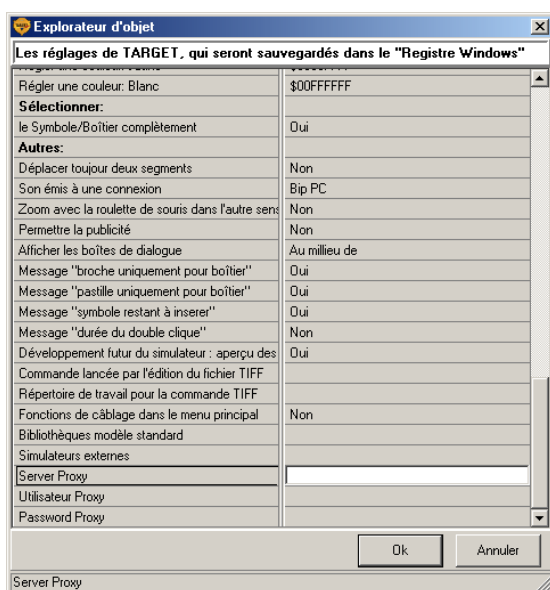 Explorateur d'objet
Les réglages de TARGET, qui seront sauvegardés dans le "Registre Windows"
Régler une couleur: Blanc $00FFFFFF
Sélectionner:
le Symbole/Boîtier complètement Oui
Autres:
Déplacer toujour deux segments Non
Son émis à une connexion Bip PC
Zoom avec la roulette de souris dans l'autre sens Non
Permettre la publicité Non
Afficher les boîtes de dialogue Au millieu de
Message "broche uniquement pour boîtier" Oui
Message "pastille uniquement pour boîtier" Oui
Message "symbole restant à inserer" Oui
Message "durée du double clique" Non
Développement futur du simulateur : aperçu des Oui
Commande lancée par l'édition du fichier TIFF
Répertoire de travail pour la commande TIFF
Fonctions de câblage dans le menu principal Non
Bibliothèques modèle standard
Simulateurs externes
Server Proxy
Utilisateur Proxy
Password Proxy
Ok Annuler
Server Proxy